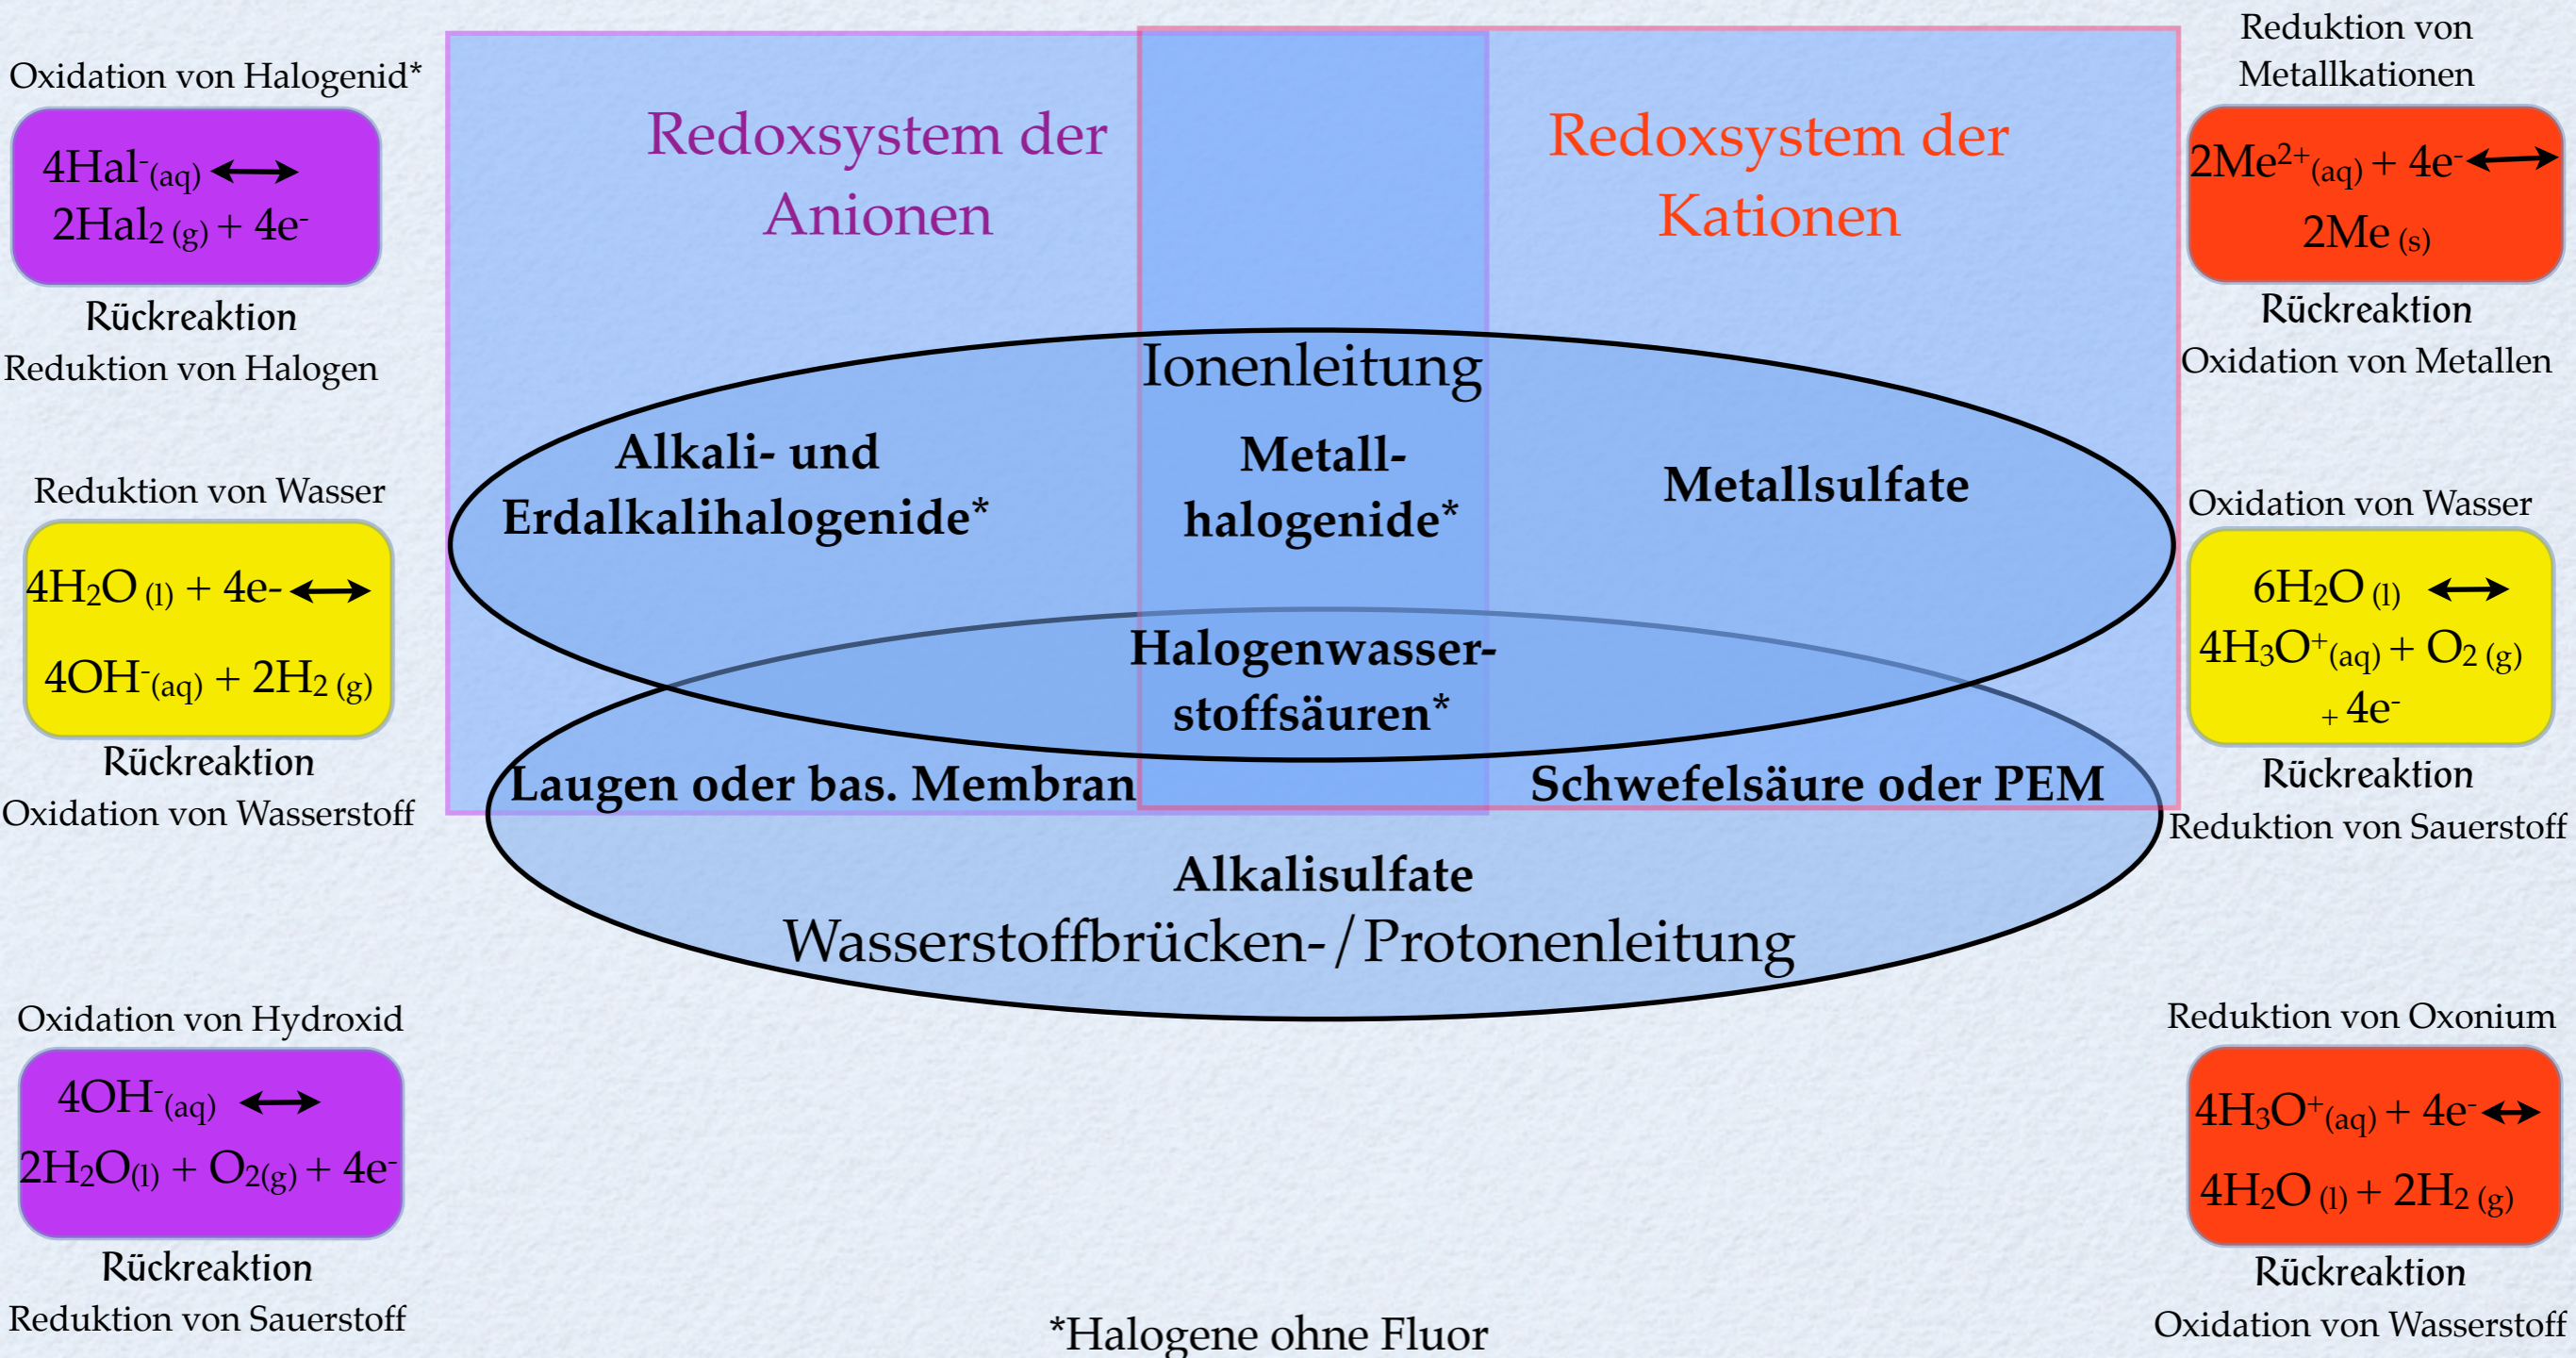 Oxidation von Halogenid*
4Hal⁻(aq) ⟷
2Hal₂ (g) + 4e⁻
Rückreaktion
Reduktion von Halogen
Reduktion von Wasser
4H₂O (l) + 4e- ⟷
4OH⁻(aq) + 2H₂ (g)
Rückreaktion
Oxidation von Wasserstoff
Oxidation von Hydroxid
4OH⁻(aq) ⟷
2H₂O(l) + O₂(g) + 4e⁻
Rückreaktion
Reduktion von Sauerstoff
Redoxsystem der
Anionen
Redoxsystem der
Kationen
Ionenleitung
Alkali- und
Erdalkalihalogenide*
Metall-
halogenide*
Metallsulfate
Halogenwasser-
stoffsäuren*
Laugen oder bas. Membran
Schwefelsäure oder PEM
Alkalisulfate
Wasserstoffbrücken-/Protonenleitung
*Halogene ohne Fluor
Reduktion von
Metallkationen
2Me²⁺(aq) + 4e⁻ ⟷
2Me (s)
Rückreaktion
Oxidation von Metallen
Oxidation von Wasser
6H₂O (l) ⟷
4H₃O⁺(aq) + O₂ (g)
+ 4e⁻
Rückreaktion
Reduktion von Sauerstoff
Reduktion von Oxonium
4H₃O⁺(aq) + 4e⁻ ⟷
4H₂O (l) + 2H₂ (g)
Rückreaktion
Oxidation von Wasserstoff